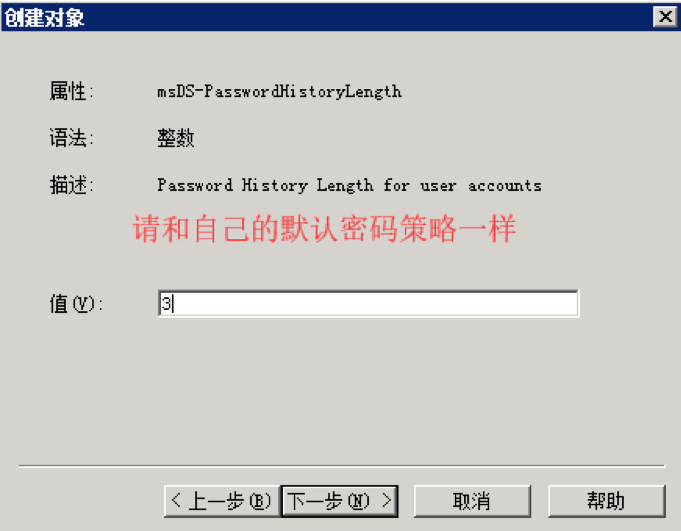 创建对象
属性: msDS-PasswordHistoryLength
语法: 整数
描述: Password History Length for user accounts
请和自己的默认密码策略一样
值(V): 3
< 上一步(B) 下一步(N) > 取消 帮助